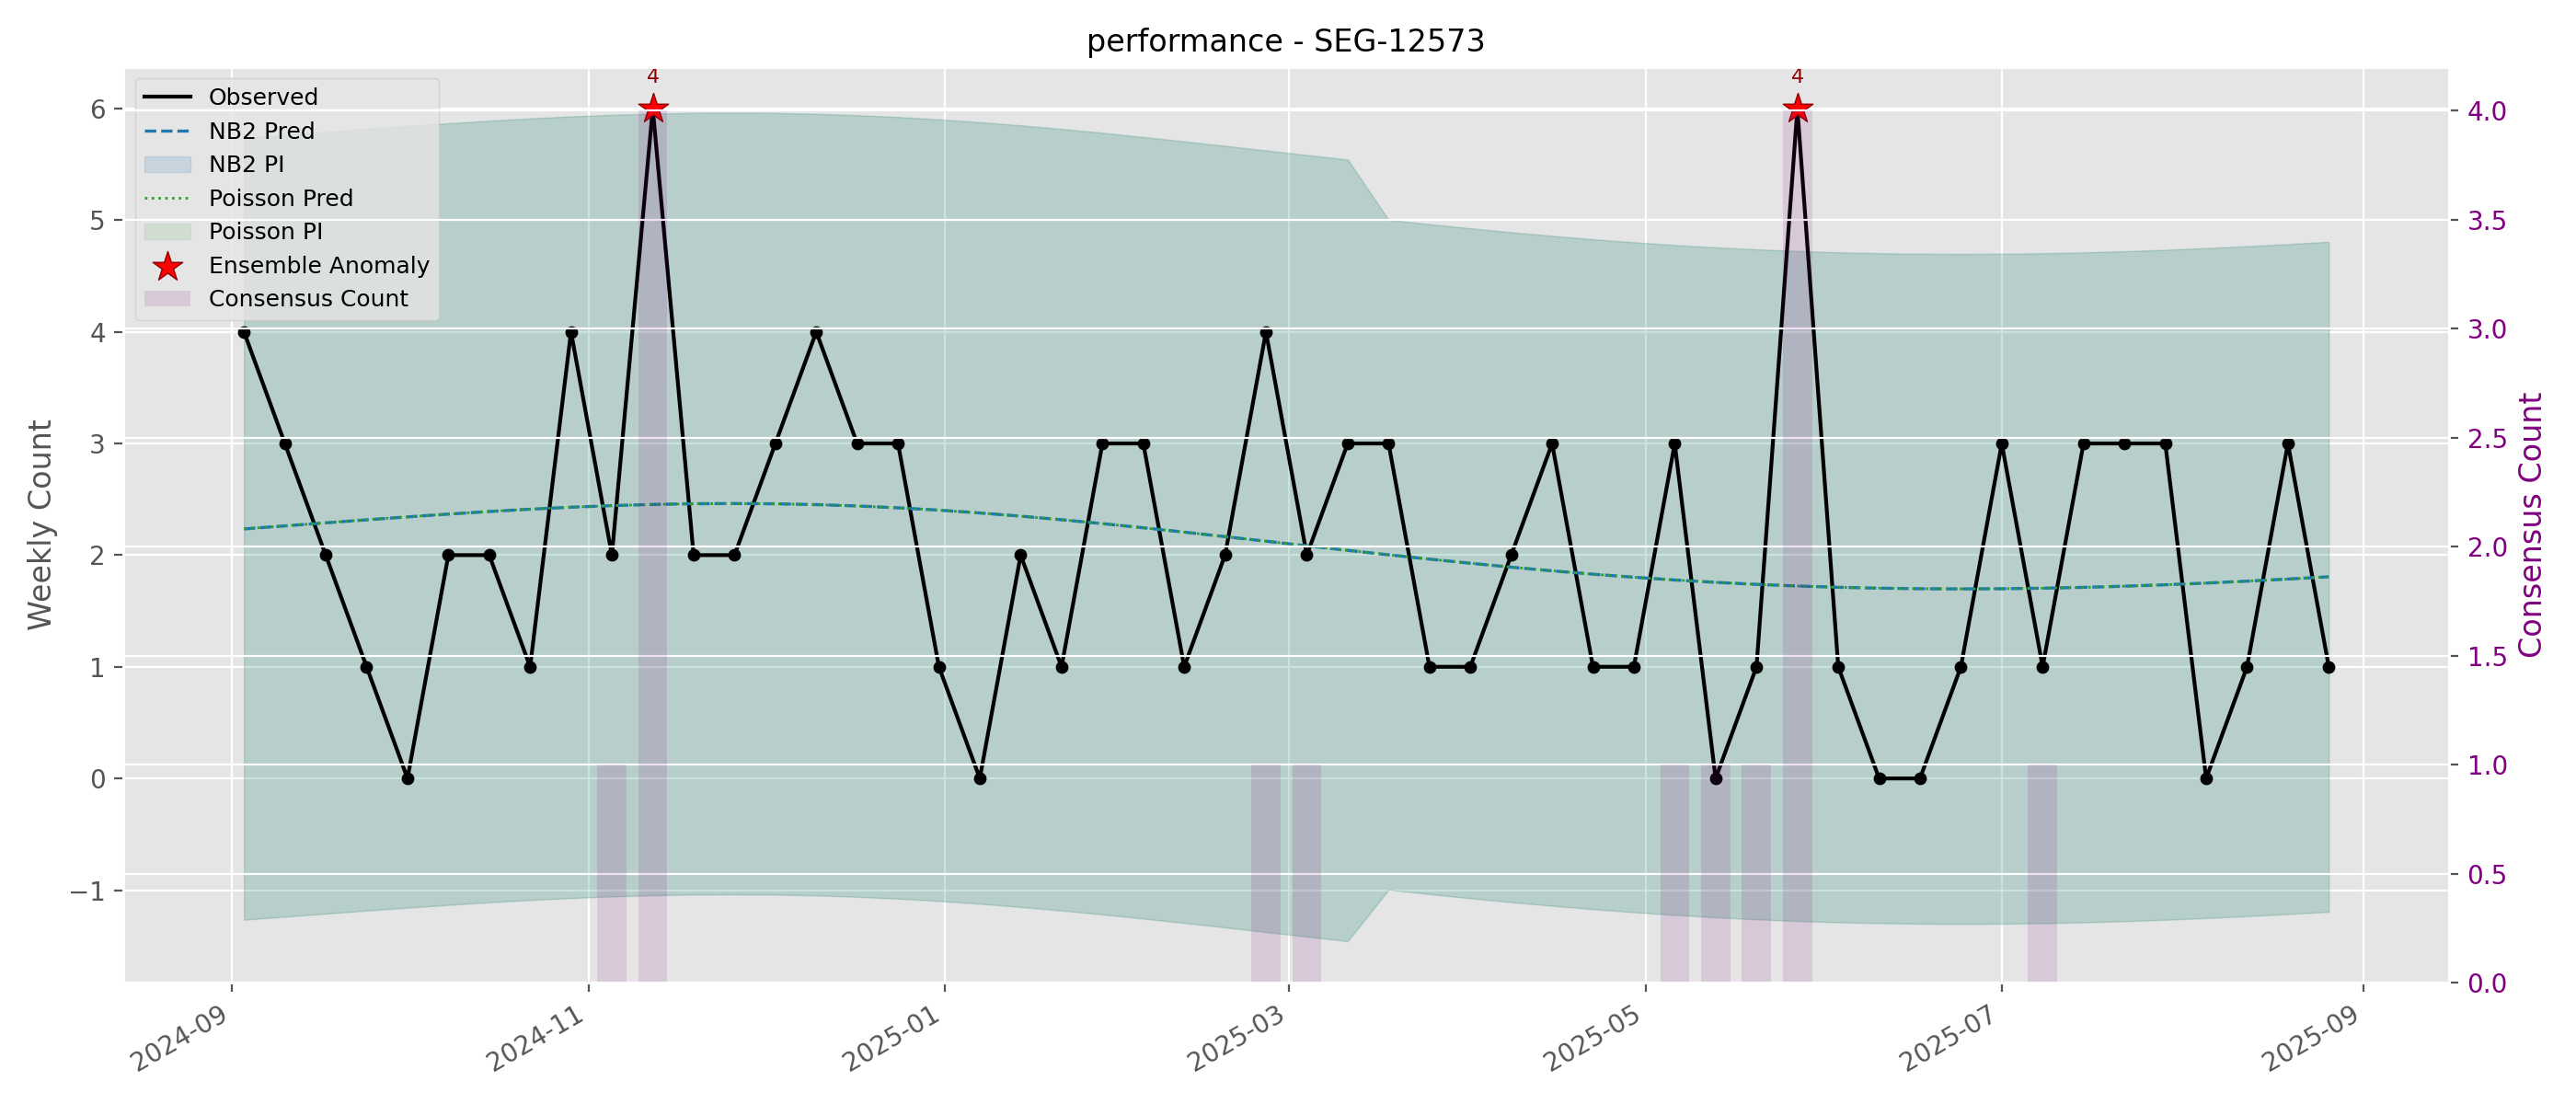 performance - SEG-12573
4
4
Observed
NB2 Pred
NB2 PI
Poisson Pred
Poisson PI
Ensemble Anomaly
Consensus Count
Weekly Count
6
5
4
3
2
1
0
−1
4.0
3.5
3.0
2.5
2.0
1.5
1.0
0.5
0.0
Consensus Count
2024-09
2024-11
2025-01
2025-03
2025-05
2025-07
2025-09